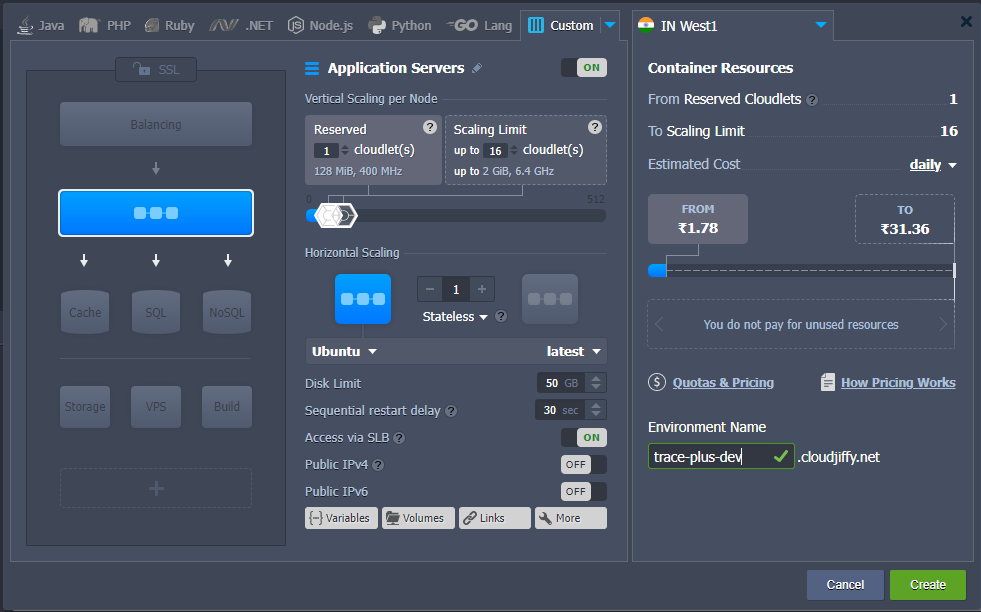 Java
PHP
Ruby
.NET
Node.js
Python
GO Lang
Custom
IN West1
SSL
Balancing
Cache
SQL
NoSQL
Storage
VPS
Build
Application Servers
ON
Vertical Scaling per Node
Reserved ?
1 cloudlet(s)
128 MiB, 400 MHz
Scaling Limit ?
up to 16 cloudlet(s)
up to 2 GiB, 6.4 GHz
0 512
Horizontal Scaling
1
Stateless ?
Ubuntu latest
Disk Limit 50 GB
Sequential restart delay ? 30 sec
Access via SLB ? ON
Public IPv4 ? OFF
Public IPv6 OFF
Variables Volumes Links More
Container Resources
From Reserved Cloudlets ? 1
To Scaling Limit 16
Estimated Cost daily
FROM
₹1.78
TO
₹31.36
You do not pay for unused resources
$ Quotas & Pricing How Pricing Works
Environment Name
trace-plus-dev .cloudjiffy.net
Cancel Create